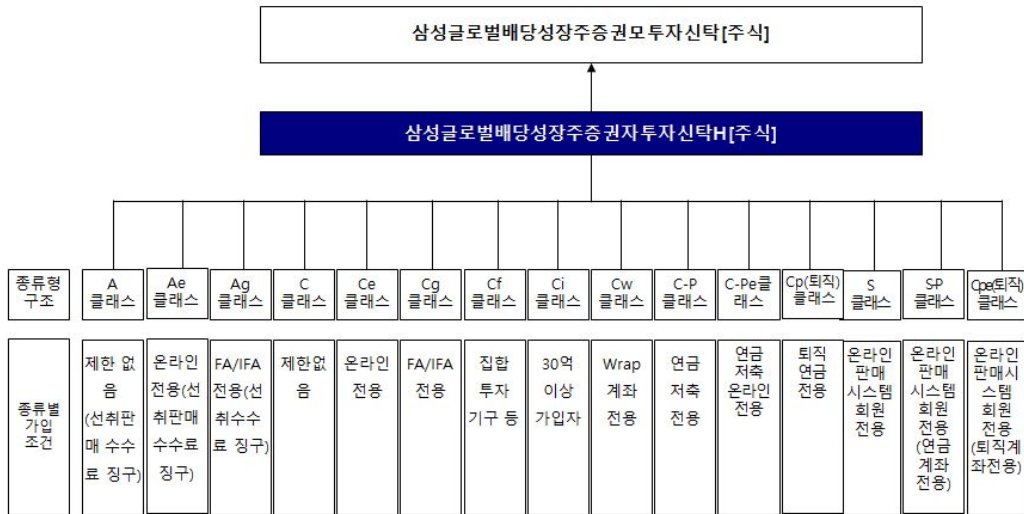 삼성글로벌배당성장주증권모투자신탁[주식]
삼성글로벌배당성장주증권자투자신탁H[주식]
종류형
구조
A
클래스
Ae
클래스
Ag
클래스
C
클래스
Ce
클래스
Cg
클래스
Cf
클래스
Ci
클래스
Cw
클래스
C-P
클래스
C-Pe클
래스
Cp(퇴직)
클래스
S
클래스
S-P
클래스
Cpe(퇴직)
클래스
종류별
가입
조건
제한 없
음
(선취판
매 수수
료 징구)
온라인
전용(선
취판매
수수료
징구)
FA/IFA
전용(선
취수수
료 징구)
제한없
음
온라인
전용
FA/IFA
전용
집합
투자
기구 등
30억
이상
가입자
Wrap
계좌
전용
연금
저축
전용
연금
저축
온라인
전용
퇴직
연금
전용
온라인
판매
시스템
회원
전용
온라인
판매
시스템
회원
전용
(연금
계좌
전용)
온라인
판매시
스템
회원
전용
(퇴직계
좌전용)